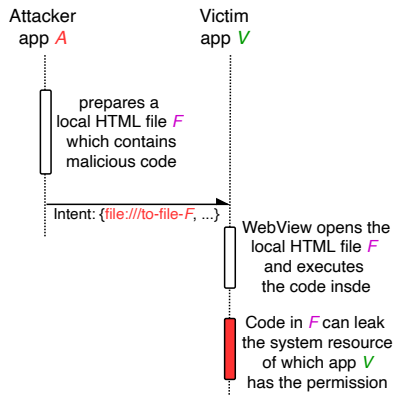 Attacker
app A
Victim
app V
prepares a
local HTML file F
which contains
malicious code
Intent: {file:///to-file-F, ...}
WebView opens the
local HTML file F
and executes
the code insde
Code in F can leak
the system resource
of which app V
has the permission